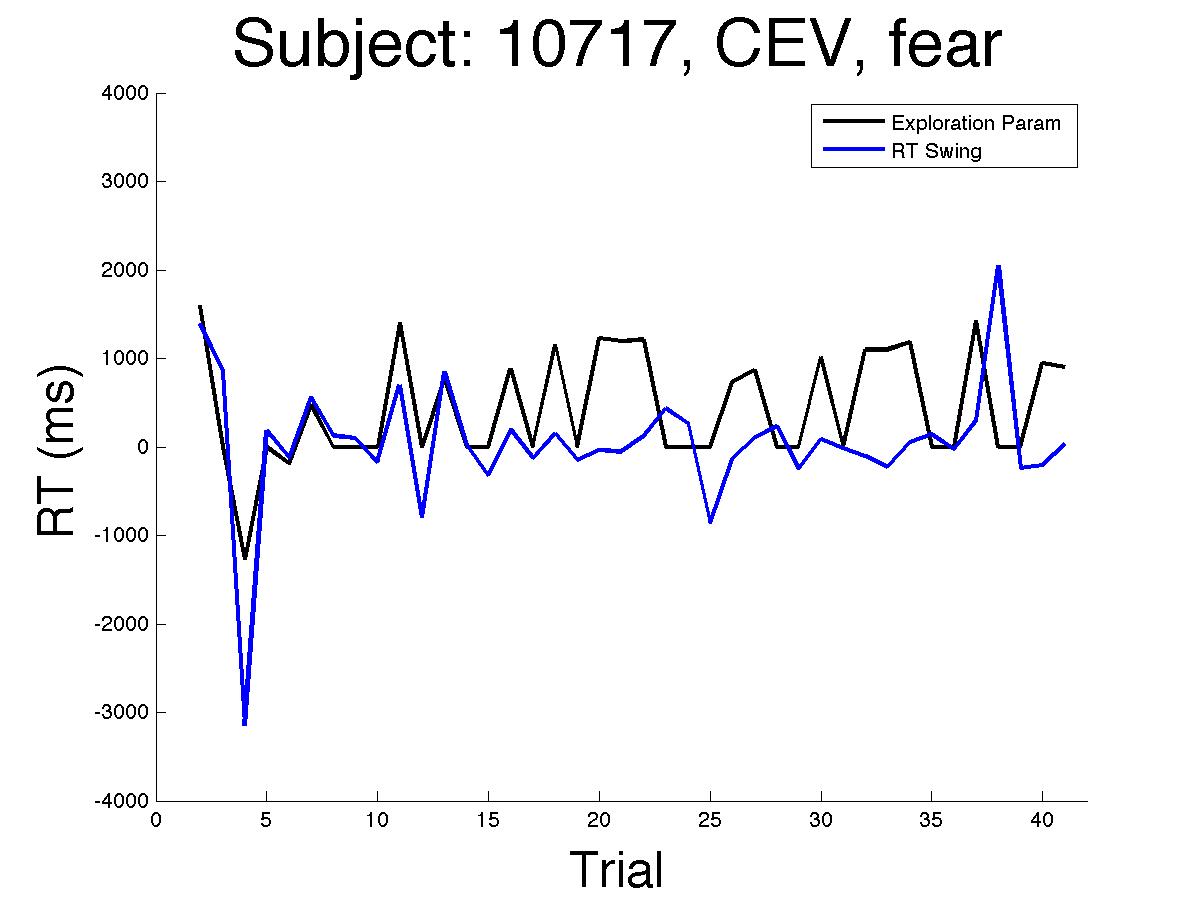 Subject: 10717, CEV, fear
4000
3000
2000
1000
0
-1000
-2000
-3000
-4000
RT (ms)
Exploration Param
RT Swing
0 5 10 15 20 25 30 35 40
Trial